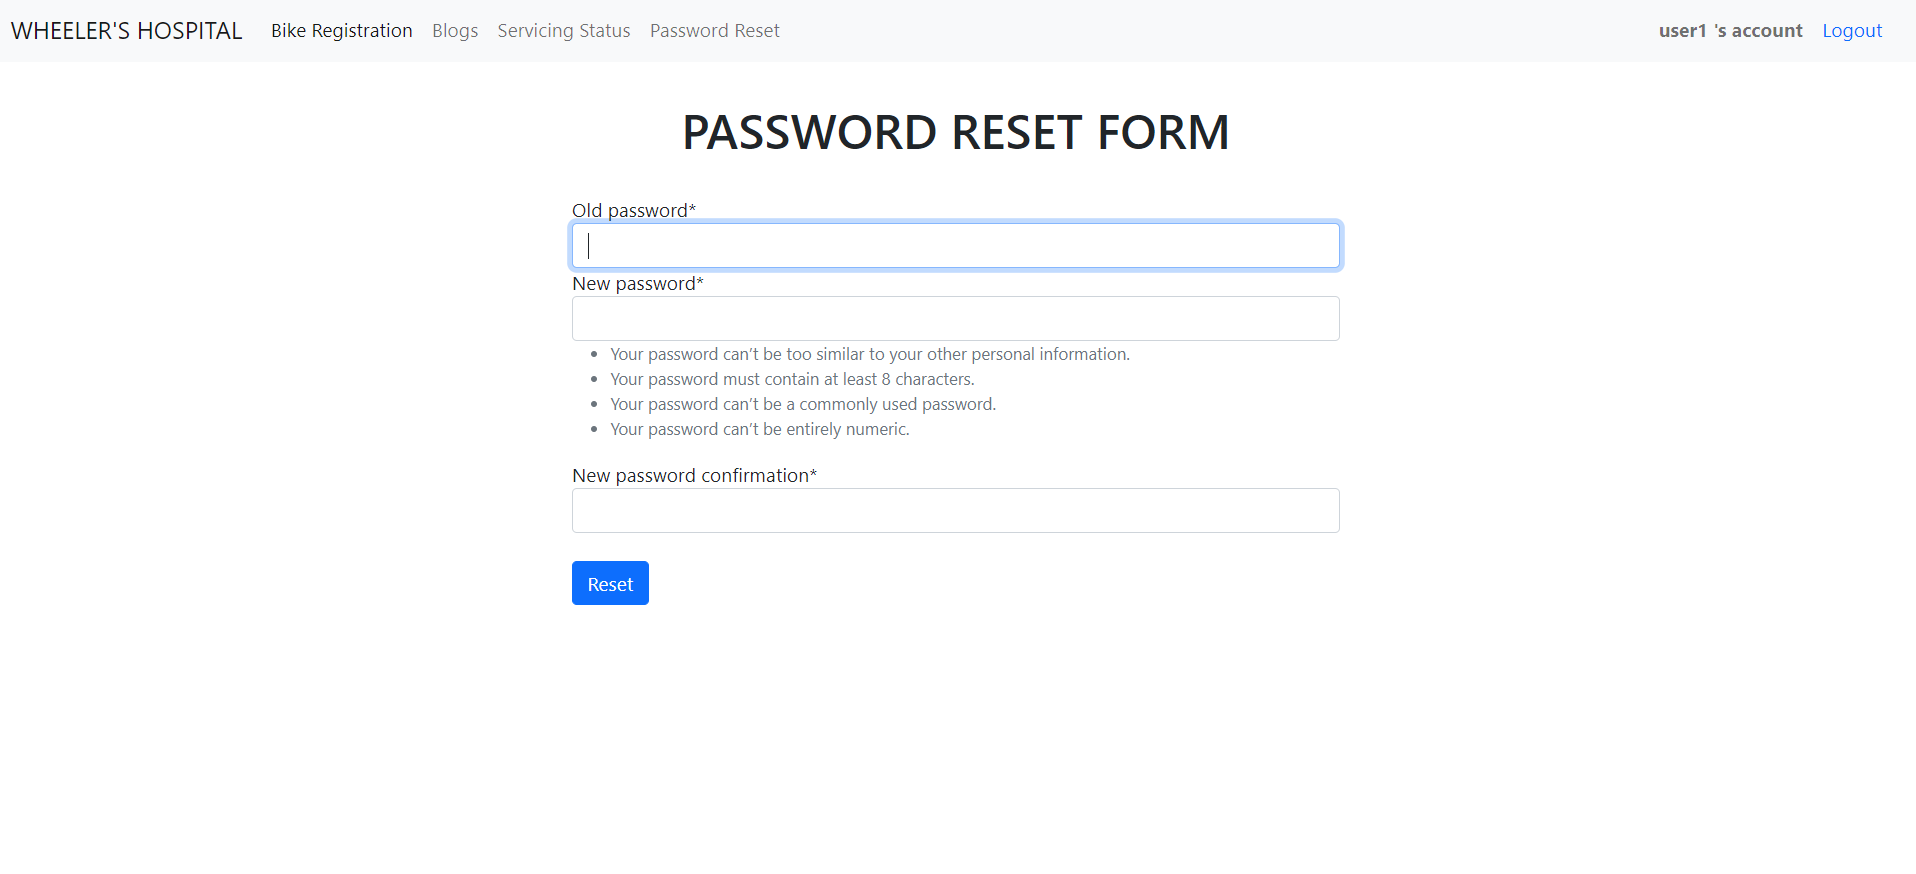 WHEELER'S HOSPITAL Bike Registration Blogs Servicing Status Password Reset user1 's account Logout
PASSWORD RESET FORM
Old password*
New password*
• Your password can’t be too similar to your other personal information.
• Your password must contain at least 8 characters.
• Your password can’t be a commonly used password.
• Your password can’t be entirely numeric.
New password confirmation*
Reset